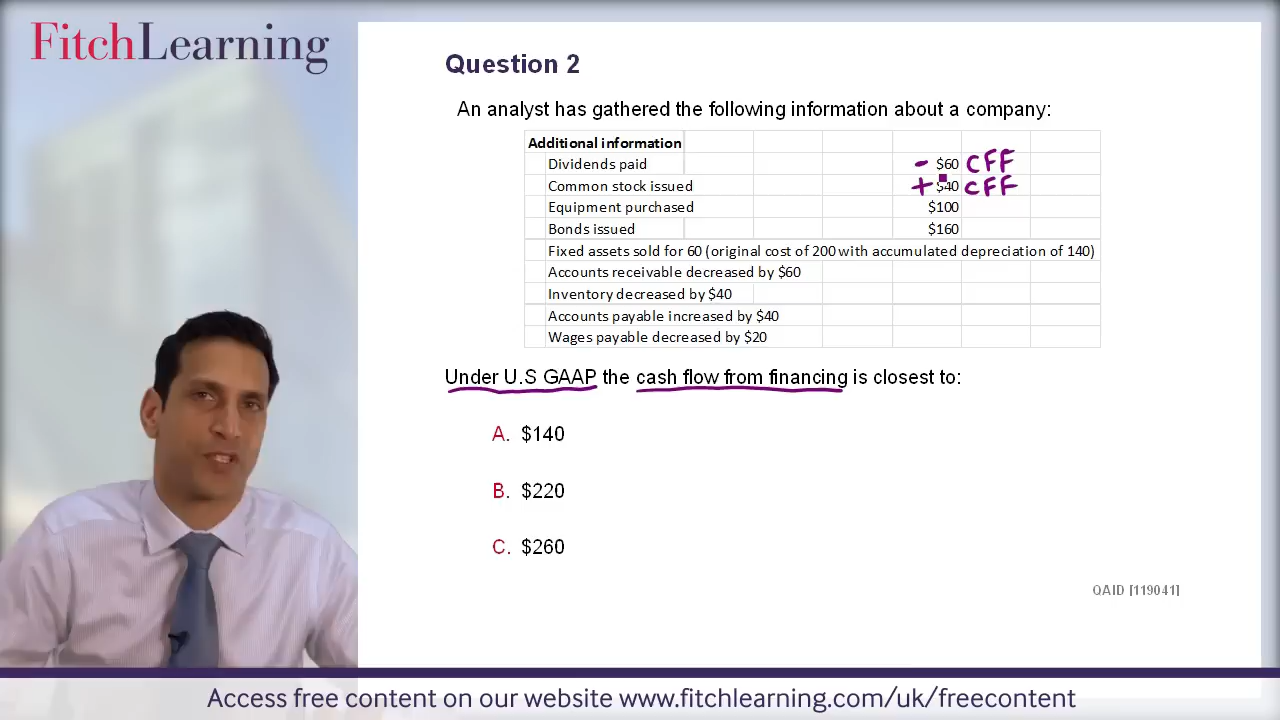 FitchLearning
Question 2
An analyst has gathered the following information about a company:
Additional information
Dividends paid - $60 CFF
Common stock issued + $40 CFF
Equipment purchased $100
Bonds issued $160
Fixed assets sold for 60 (original cost of 200 with accumulated depreciation of 140)
Accounts receivable decreased by $60
Inventory decreased by $40
Accounts payable increased by $40
Wages payable decreased by $20
Under U.S GAAP the cash flow from financing is closest to:
A. $140
B. $220
C. $260
QAID [119041]
Access free content on our website www.fitchlearning.com/uk/freecontent